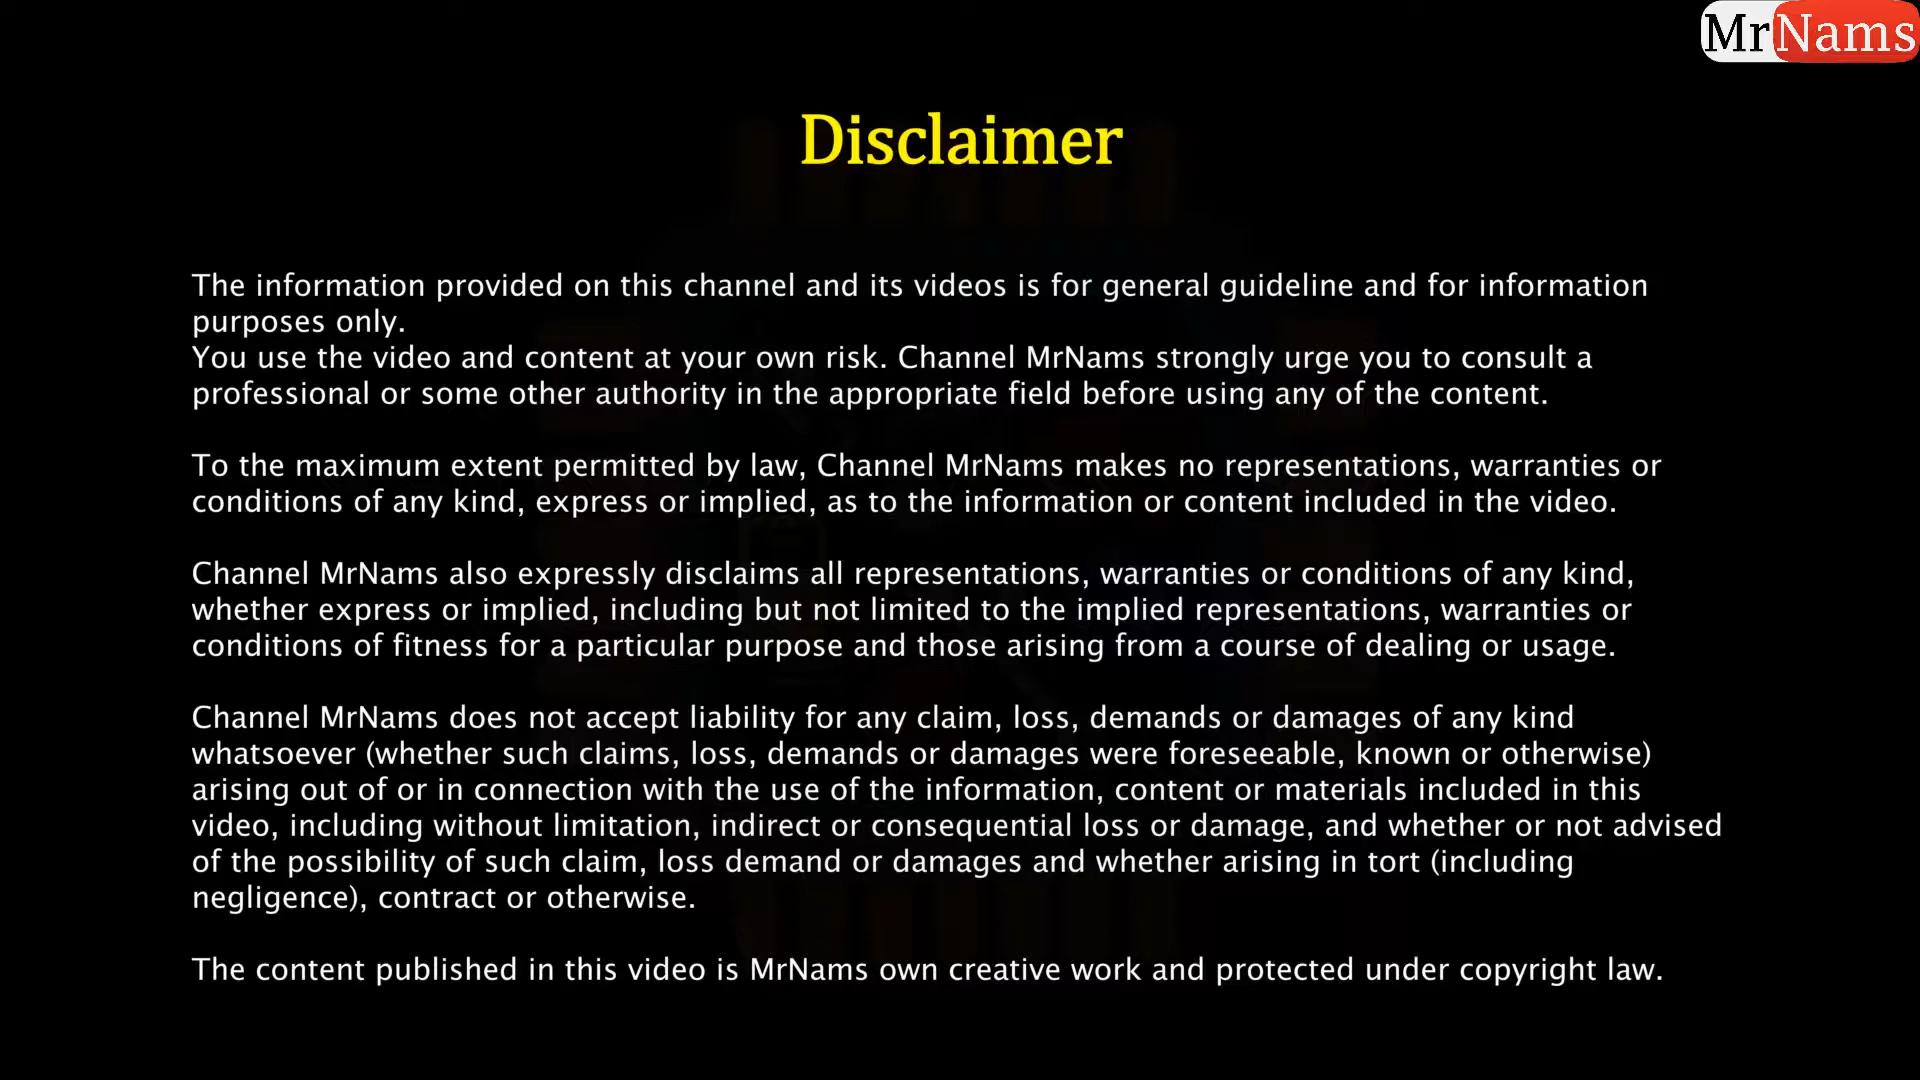 MrNams
Disclaimer
The information provided on this channel and its videos is for general guideline and for information
purposes only.
You use the video and content at your own risk. Channel MrNams strongly urge you to consult a
professional or some other authority in the appropriate field before using any of the content.
To the maximum extent permitted by law, Channel MrNams makes no representations, warranties or
conditions of any kind, express or implied, as to the information or content included in the video.
Channel MrNams also expressly disclaims all representations, warranties or conditions of any kind,
whether express or implied, including but not limited to the implied representations, warranties or
conditions of fitness for a particular purpose and those arising from a course of dealing or usage.
Channel MrNams does not accept liability for any claim, loss, demands or damages of any kind
whatsoever (whether such claims, loss, demands or damages were foreseeable, known or otherwise)
arising out of or in connection with the use of the information, content or materials included in this
video, including without limitation, indirect or consequential loss or damage, and whether or not advised
of the possibility of such claim, loss demand or damages and whether arising in tort (including
negligence), contract or otherwise.
The content published in this video is MrNams own creative work and protected under copyright law.